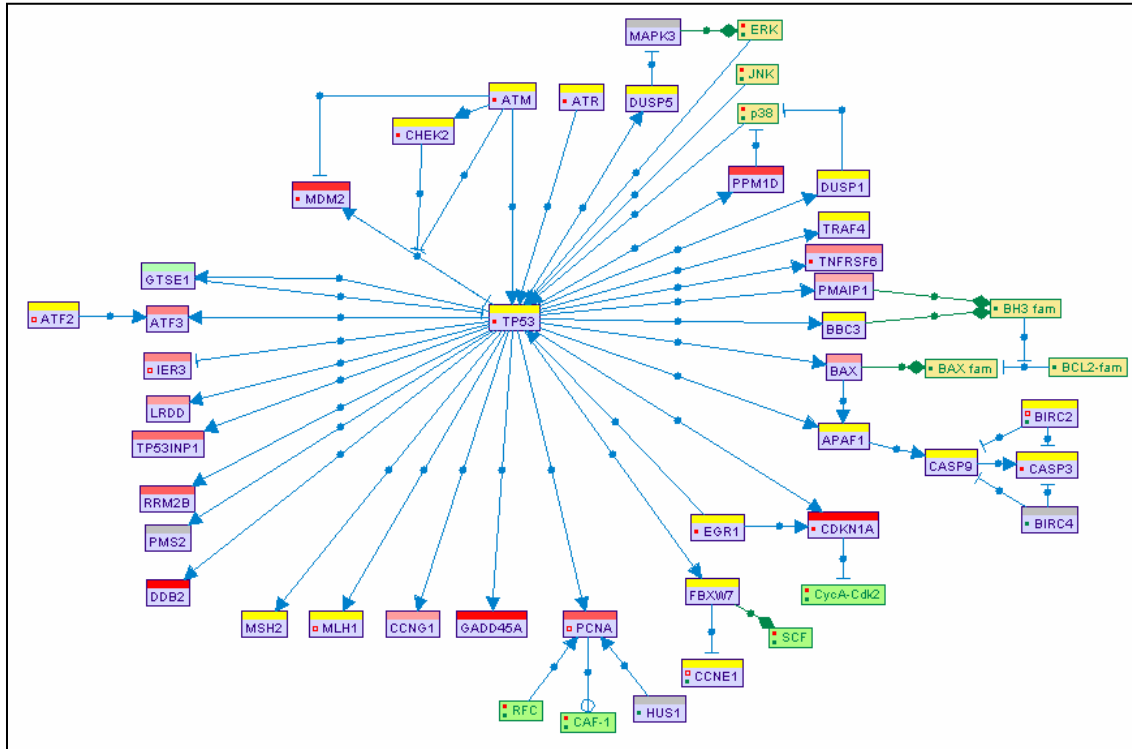 MAPK3
ERK
JNK
ATM
ATR
DUSP5
p38
CHEK2
PPM1D
DUSP1
MDM2
TRAF4
TNFRSF6
GTSE1
PMAIP1
BH3 fam
ATF2
ATF3
TP53
BBC3
IER3
BAX
BAX fam
BCL2-fam
LRDD
BIRC2
TP53INP1
APAF1
CASP9
CASP3
RRM2B
EGR1
CDKN1A
BIRC4
PMS2
DDB2
FBXW7
CycA-Cdk2
MSH2
MLH1
CCNG1
GADD45A
PCNA
SCF
CCNE1
RFC
CAF-1
HUS1